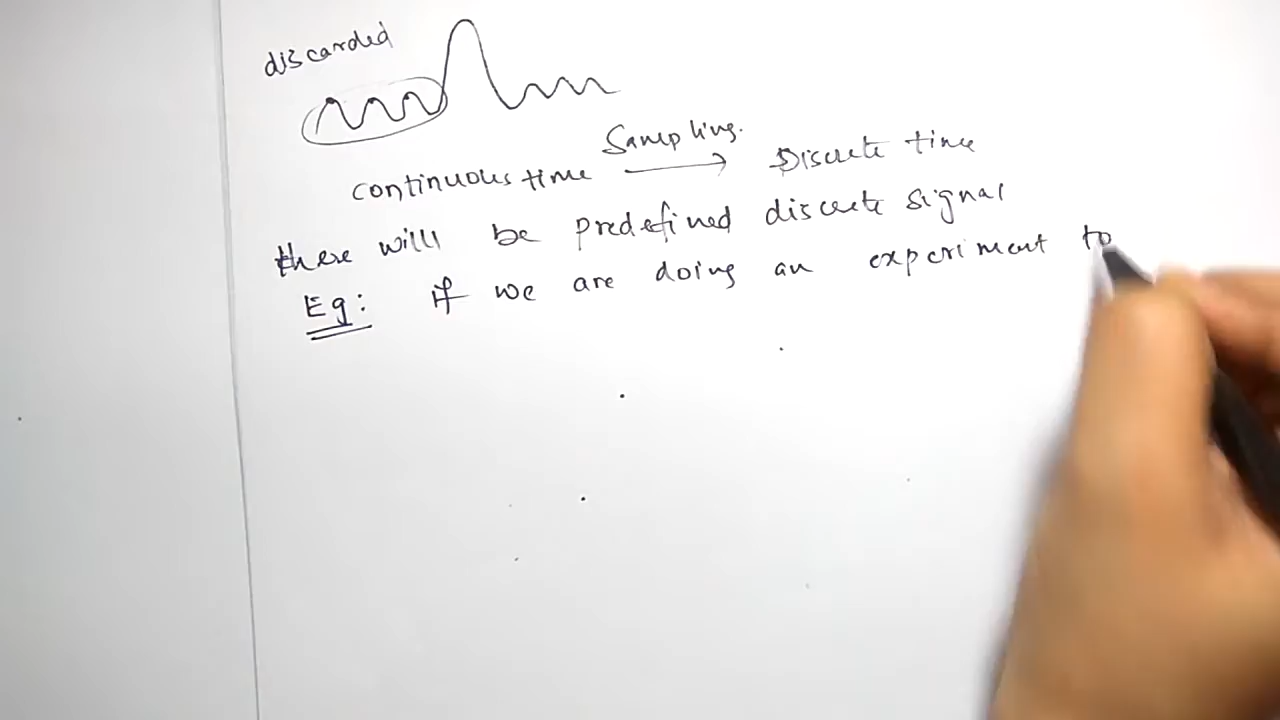 discarded
Sampling.
continuous time → Discrete time
there will be predefined discrete signal
Eg: if we are doing an experiment to